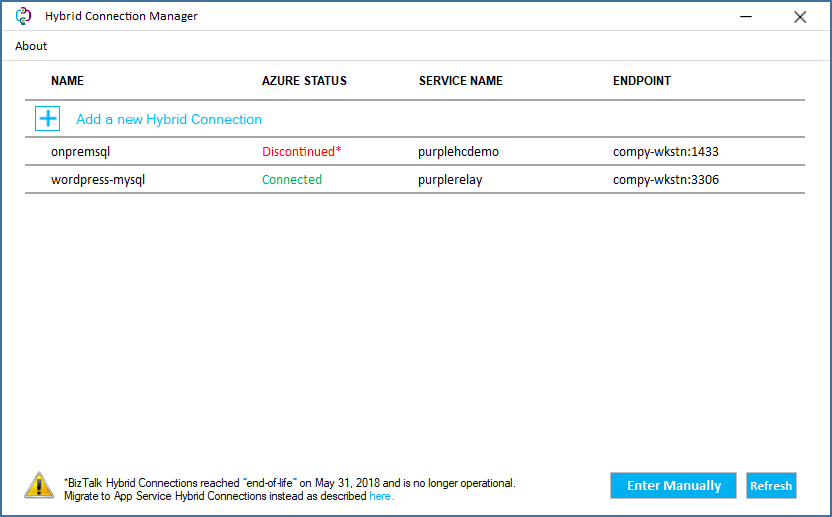 Hybrid Connection Manager
About
NAME AZURE STATUS SERVICE NAME ENDPOINT
Add a new Hybrid Connection
onpremsql Discontinued* purplehcdemo compy-wkstn:1433
wordpress-mysql Connected purplerelay compy-wkstn:3306
*BizTalk Hybrid Connections reached "end-of-life" on May 31, 2018 and is no longer operational.
Migrate to App Service Hybrid Connections instead as described here.
Enter Manually Refresh